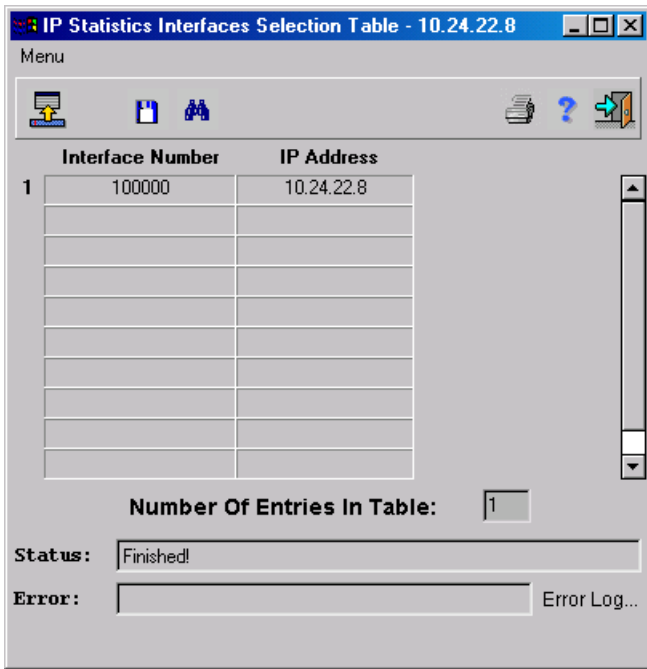 IP Statistics Interfaces Selection Table - 10.24.22.8
Menu
Interface Number IP Address
1 100000 10.24.22.8
Number Of Entries In Table: 1
Status: Finished!
Error: Error Log...